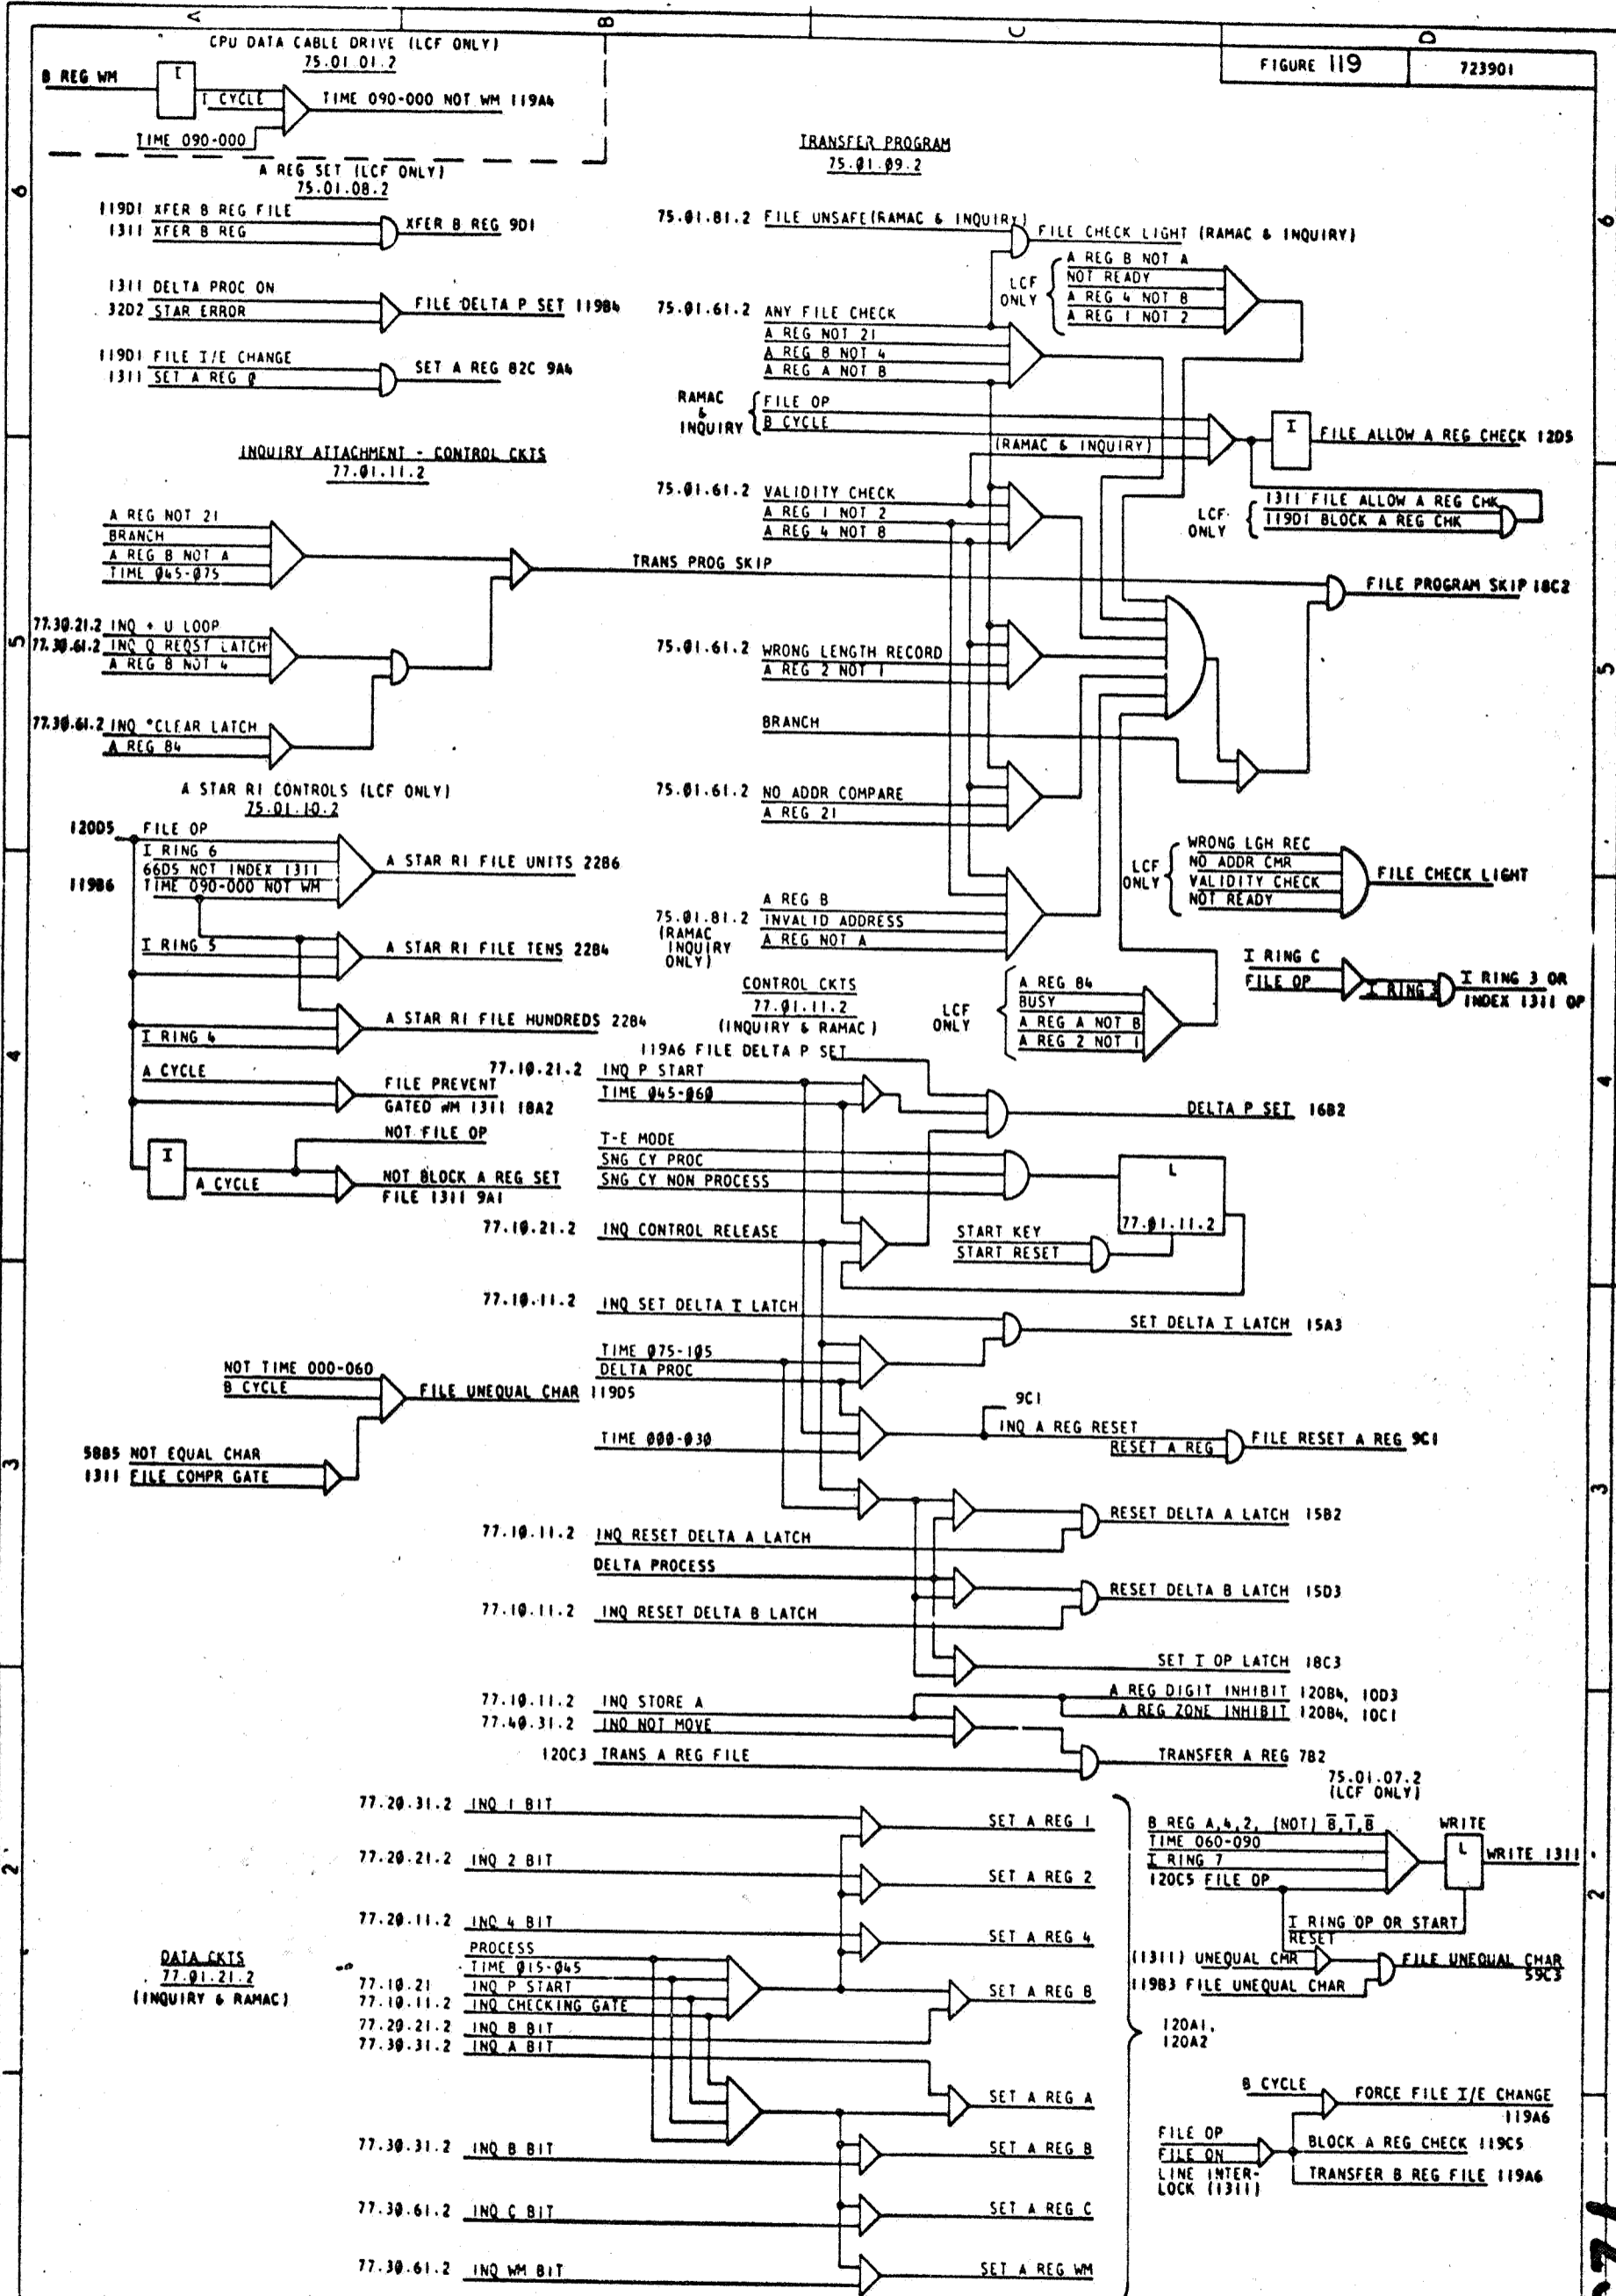 A B C D
FIGURE 119 723901
CPU DATA CABLE DRIVE (LCF ONLY)
75.01.01.2
B REG WM
I
I CYCLE
TIME 090-000 NOT WM 119A4
TIME 090-000
A REG SET (LCF ONLY)
75.01.08.2
119D1 XFER B REG FILE
1311 XFER B REG
XFER B REG 9D1
1311 DELTA PROC ON
32D2 STAR ERROR
FILE DELTA P SET 119B4
119D1 FILE I/E CHANGE
1311 SET A REG 0
SET A REG 82C 9A4
TRANSFER PROGRAM
75.01.09.2
75.01.81.2 FILE UNSAFE (RAMAC & INQUIRY)
FILE CHECK LIGHT (RAMAC & INQUIRY)
LCF ONLY
A REG B NOT A
NOT READY
A REG 4 NOT 8
A REG 1 NOT 2
75.01.61.2 ANY FILE CHECK
A REG NOT 21
A REG 8 NOT 4
A REG A NOT B
RAMAC & INQUIRY
FILE OP
B CYCLE
(RAMAC & INQUIRY)
I
FILE ALLOW A REG CHECK 12D5
75.01.61.2 VALIDITY CHECK
A REG 1 NOT 2
A REG 4 NOT 8
LCF ONLY
1311 FILE ALLOW A REG CHK
119D1 BLOCK A REG CHK
INQUIRY ATTACHMENT - CONTROL CKTS
77.01.11.2
A REG NOT 21
BRANCH
A REG B NOT A
TIME 045-075
TRANS PROG SKIP
FILE PROGRAM SKIP 18C2
77.30.21.2 INQ + U LOOP
77.30.61.2 INQ Q REQST LATCH
A REG 8 NOT 4
77.30.61.2 INQ *CLEAR LATCH
A REG 84
75.01.61.2 WRONG LENGTH RECORD
A REG 2 NOT 1
BRANCH
75.01.61.2 NO ADDR COMPARE
A REG 21
A REG B
75.01.81.2 INVALID ADDRESS
(RAMAC INQUIRY ONLY)
A REG NOT A
A STAR RI CONTROLS (LCF ONLY)
75.01.10.2
120D5 FILE OP
I RING 6
66D5 NOT INDEX 1311
119B6 TIME 090-000 NOT WM
A STAR RI FILE UNITS 22B6
I RING 5
A STAR RI FILE TENS 22B4
I RING 4
A STAR RI FILE HUNDREDS 22B4
A CYCLE
FILE PREVENT
GATED WM 1311 18A2
I
NOT FILE OP
A CYCLE
NOT BLOCK A REG SET
FILE 1311 9A1
LCF ONLY
WRONG LGH REC
NO ADDR CMR
VALIDITY CHECK
NOT READY
FILE CHECK LIGHT
I RING C
FILE OP
I RING 3
I RING 3 OR
INDEX 1311 OP
LCF ONLY
A REG 84
BUSY
A REG A NOT B
A REG 2 NOT 1
CONTROL CKTS
77.01.11.2
(INQUIRY & RAMAC)
119A6 FILE DELTA P SET
77.10.21.2 INQ P START
TIME 045-060
DELTA P SET 16B2
T-E MODE
SNG CY PROC
SNG CY NON PROCESS
L
77.01.11.2
START KEY
START RESET
77.10.21.2 INQ CONTROL RELEASE
77.10.11.2 INQ SET DELTA I LATCH
SET DELTA I LATCH 15A3
TIME 075-105
DELTA PROC
TIME 000-030
9C1
INQ A REG RESET
RESET A REG
FILE RESET A REG 9C1
NOT TIME 000-060
B CYCLE
FILE UNEQUAL CHAR 119D5
58B5 NOT EQUAL CHAR
1311 FILE COMPR GATE
RESET DELTA A LATCH 15B2
77.10.11.2 INQ RESET DELTA A LATCH
DELTA PROCESS
RESET DELTA B LATCH 15D3
77.10.11.2 INQ RESET DELTA B LATCH
SET I OP LATCH 18C3
77.10.11.2 INQ STORE A
77.40.31.2 INQ NOT MOVE
A REG DIGIT INHIBIT 120B4, 10D3
A REG ZONE INHIBIT 120B4, 10C1
120C3 TRANS A REG FILE
TRANSFER A REG 7B2
DATA CKTS
77.01.21.2
(INQUIRY & RAMAC)
77.20.31.2 INQ 1 BIT
SET A REG 1
77.20.21.2 INQ 2 BIT
SET A REG 2
77.20.11.2 INQ 4 BIT
SET A REG 4
PROCESS
TIME 015-045
77.10.21 INQ P START
77.10.11.2 INQ CHECKING GATE
77.20.21.2 INQ 8 BIT
77.30.31.2 INQ A BIT
SET A REG 8
SET A REG A
77.30.31.2 INQ B BIT
SET A REG B
77.30.61.2 INQ C BIT
SET A REG C
77.30.61.2 INQ WM BIT
SET A REG WM
120A1,
120A2
75.01.07.2
(LCF ONLY)
B REG A,4,2, (NOT) 8,1,B
TIME 060-090
I RING 7
120C5 FILE OP
WRITE
L
WRITE 1311
I RING OP OR START
RESET
(1311) UNEQUAL CMR
119B3 FILE UNEQUAL CHAR
FILE UNEQUAL CHAR
59C3
B CYCLE
FORCE FILE I/E CHANGE
119A6
FILE OP
FILE ON
LINE INTER-
LOCK (1311)
BLOCK A REG CHECK 119C5
TRANSFER B REG FILE 119A6
6 5 4 3 2
6 5 4 3 2